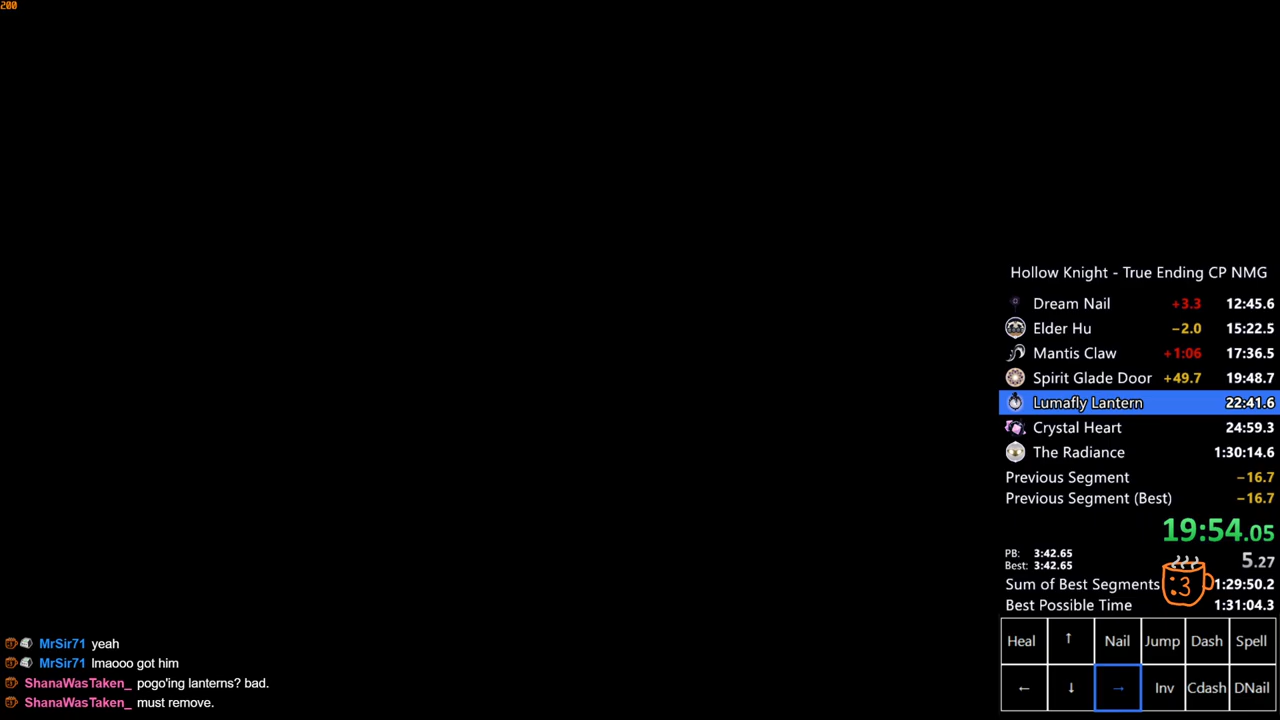 200
Hollow Knight - True Ending CP NMG
Dream Nail +3.3 12:45.6
Elder Hu −2.0 15:22.5
Mantis Claw +1:06 17:36.5
Spirit Glade Door +49.7 19:48.7
Lumafly Lantern 22:41.6
Crystal Heart 24:59.3
The Radiance 1:30:14.6
Previous Segment −16.7
Previous Segment (Best) −16.7
19:54.05
PB: 3:42.65
Best: 3:42.65
5.27
Sum of Best Segments 1:29:50.2
Best Possible Time 1:31:04.3
Heal ↑ Nail Jump Dash Spell
← ↓ → Inv Cdash DNail
MrSir71 yeah
MrSir71 lmaooo got him
ShanaWasTaken_ pogo'ing lanterns? bad.
ShanaWasTaken_ must remove.